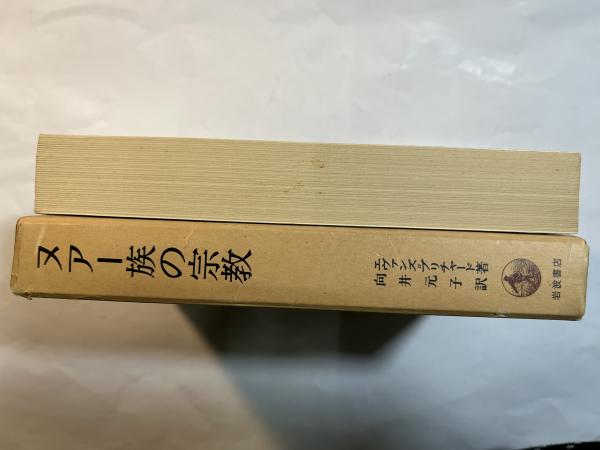 ヌアー族の宗教
エヴァンズ=プリチャード著
向井元子訳
岩波書店